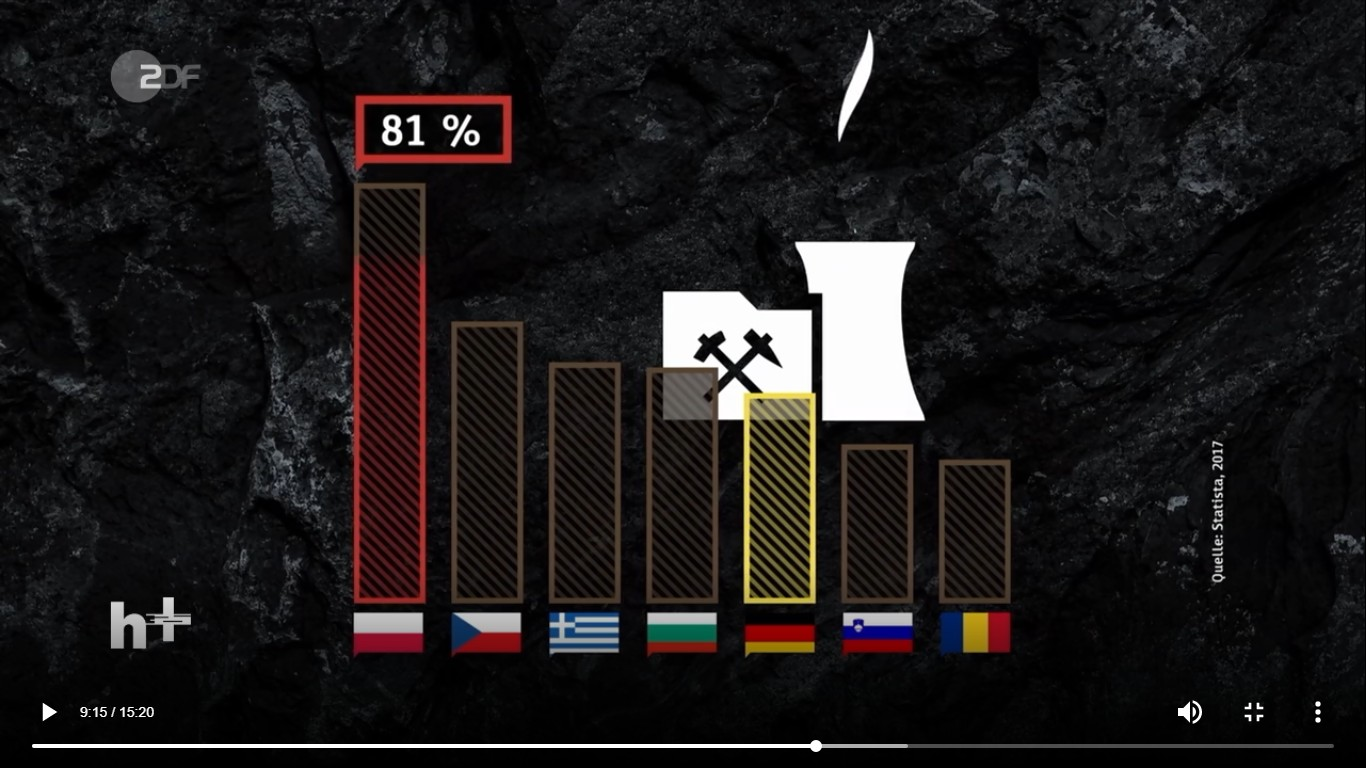 2DF
81 %
Quelle: Statista, 2017
h+
9:15 / 15:20